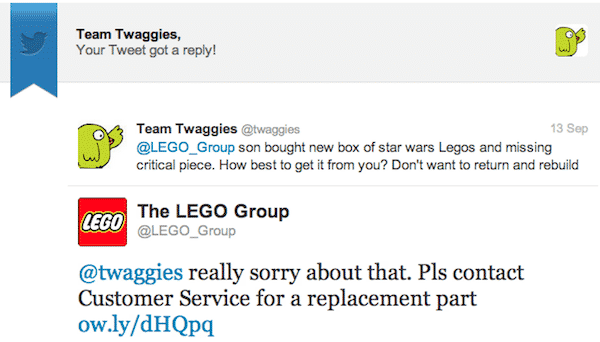 Team Twaggies,
Your Tweet got a reply!
Team Twaggies @twaggies 13 Sep
@LEGO_Group son bought new box of star wars Legos and missing
critical piece. How best to get it from you? Don't want to return and rebuild
LEGO
The LEGO Group
@LEGO_Group
@twaggies really sorry about that. Pls contact
Customer Service for a replacement part
ow.ly/dHQpq